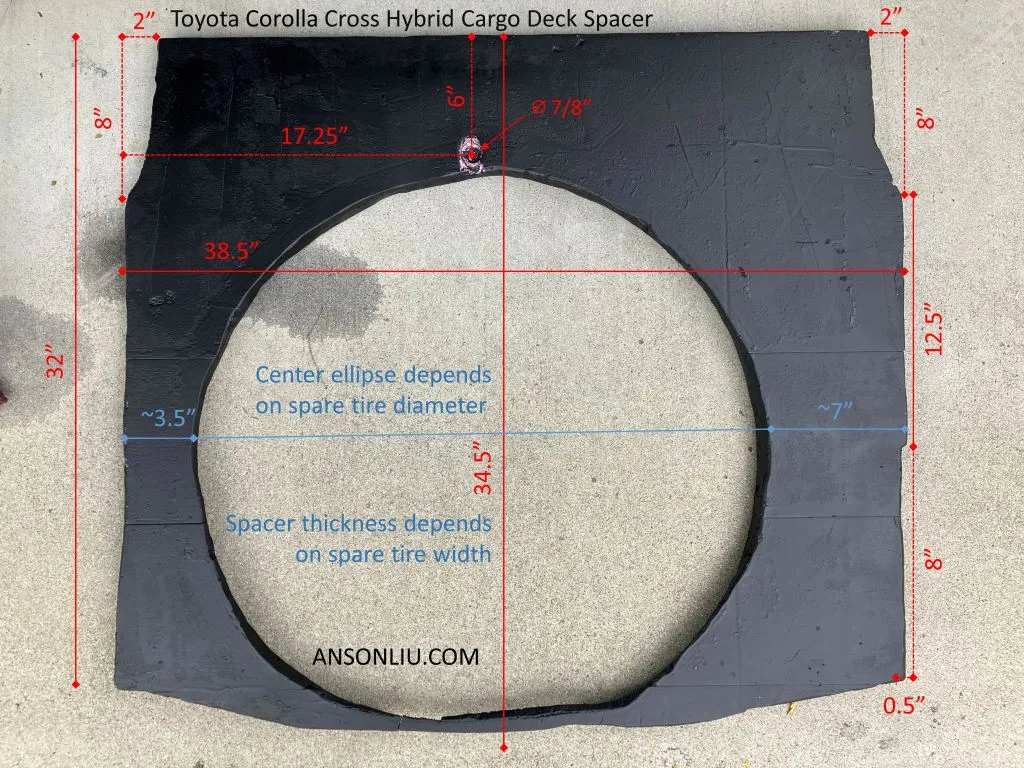 Toyota Corolla Cross Hybrid Cargo Deck Spacer
2”
2”
8”
6”
⌀ 7/8”
8”
17.25”
38.5”
32”
12.5”
Center ellipse depends
on spare tire diameter
~3.5”
~7”
34.5”
Spacer thickness depends
on spare tire width
8”
ANSONLIU.COM
0.5”